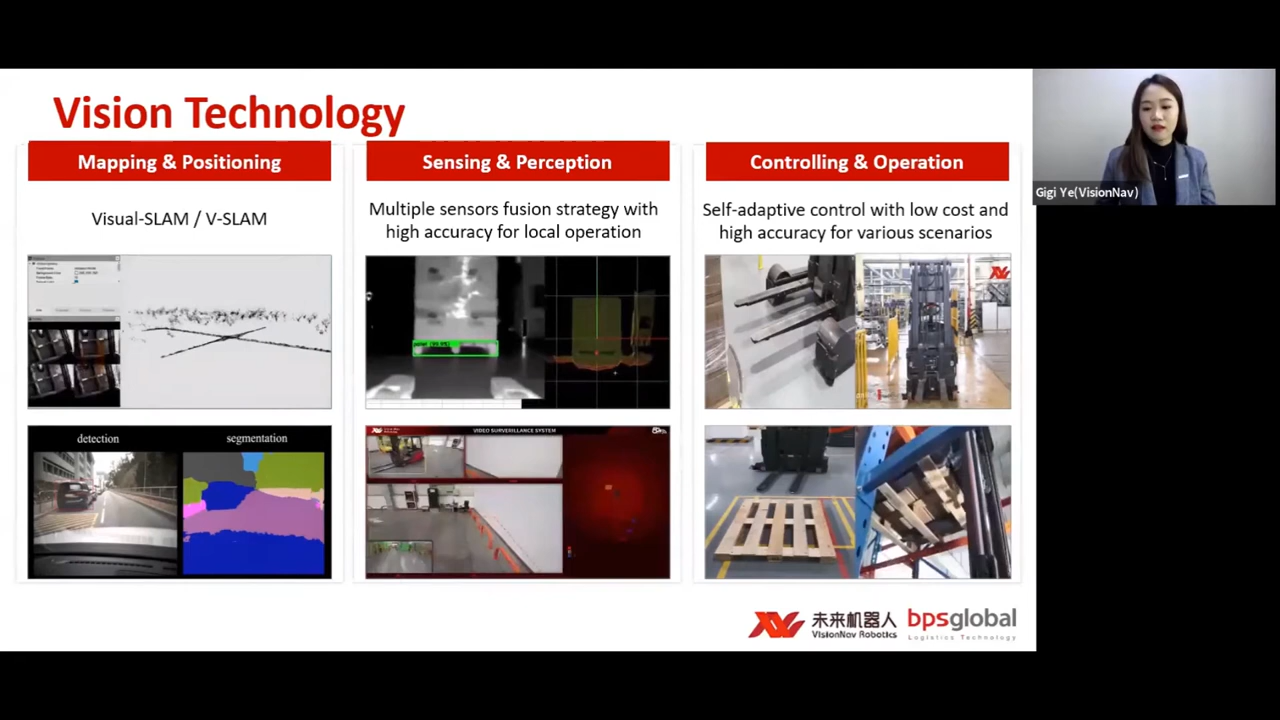 Vision Technology
Mapping & Positioning
Visual-SLAM / V-SLAM
detection
segmentation
Sensing & Perception
Multiple sensors fusion strategy with
high accuracy for local operation
VIDEO SURVERILLANCE SYSTEM
Controlling & Operation
Self-adaptive control with low cost and
high accuracy for various scenarios
未来机器人
VisionNav Robotics
bpsglobal
Logistics Technology
Gigi Ye(VisionNav)